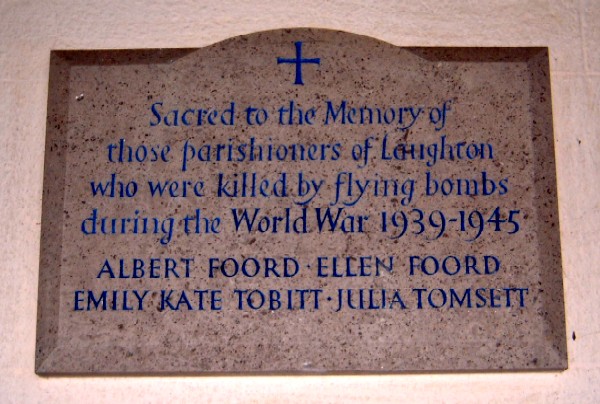 Sacred to the Memory of
those parishioners of Laughton
who were killed by flying bombs
during the World War 1939-1945
ALBERT FOORD · ELLEN FOORD
EMILY KATE TOBITT · JULIA TOMSETT